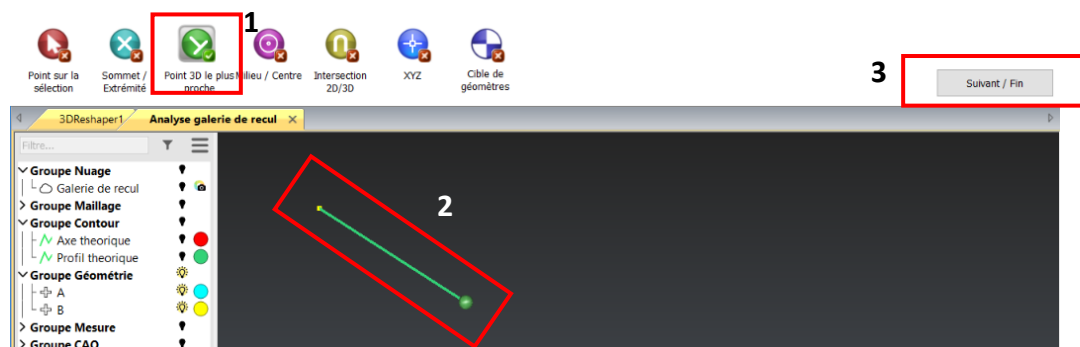 1
Point sur la
sélection
Sommet /
Extrémité
Point 3D le plus
proche
Milieu / Centre
Intersection
2D/3D
XYZ
Cible de
géomètres
3
Suivant / Fin
3DReshaper1
Analyse galerie de recul ×
Filtre...
Groupe Nuage
Galerie de recul
Groupe Maillage
Groupe Contour
Axe theorique
Profil theorique
Groupe Géométrie
A
B
Groupe Mesure
Groupe CAO
2